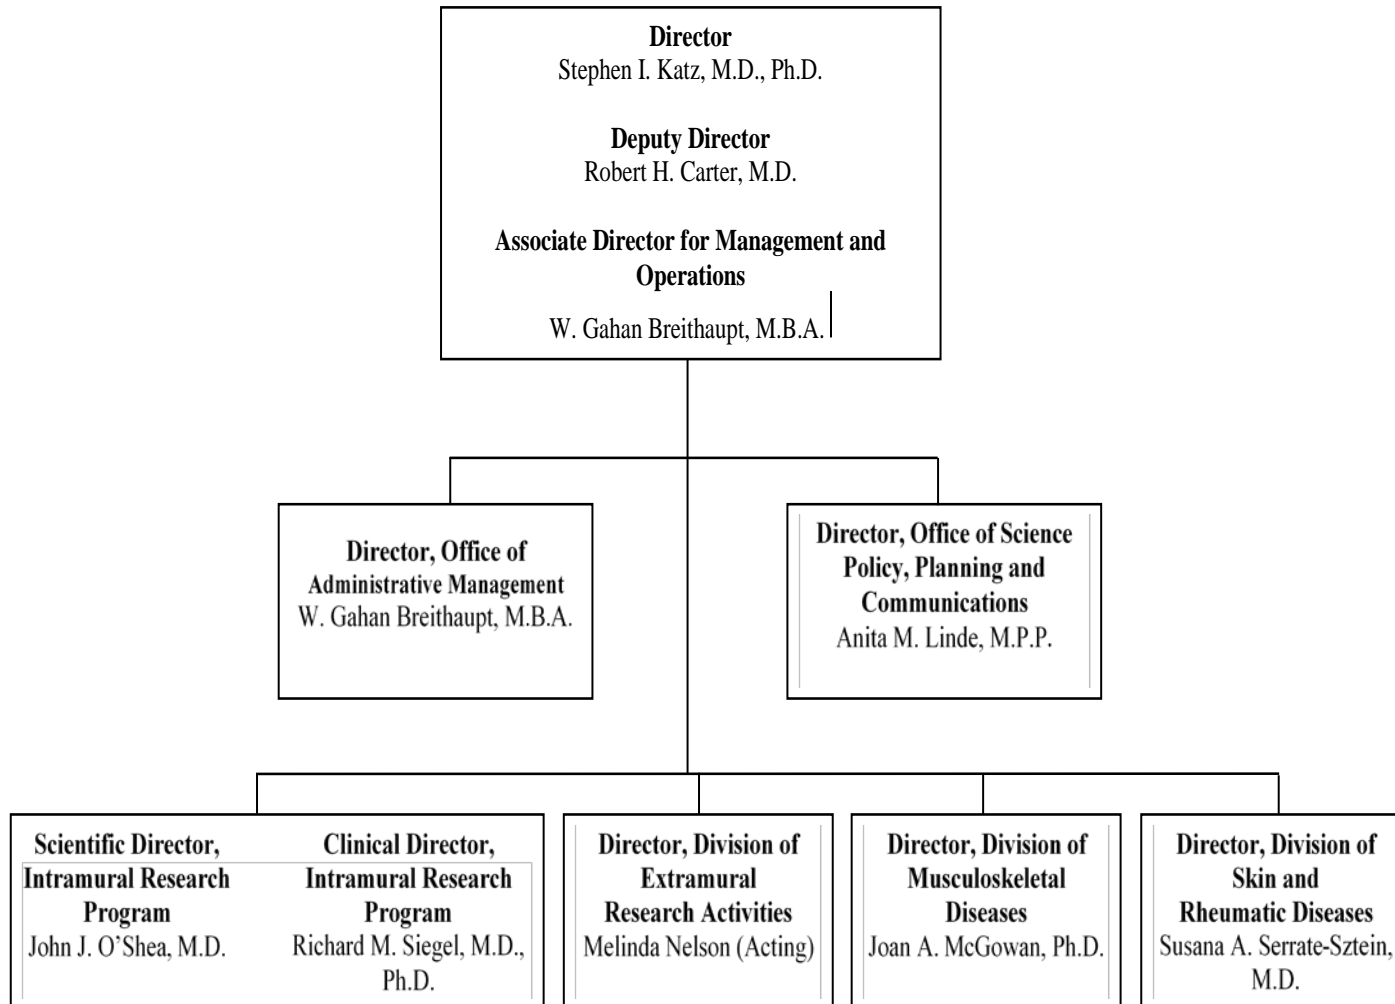 Director
Stephen I. Katz, M.D., Ph.D.
Deputy Director
Robert H. Carter, M.D.
Associate Director for Management and
Operations
W. Gahan Breithaupt, M.B.A.
Director, Office of
Administrative Management
W. Gahan Breithaupt, M.B.A.
Director, Office of Science
Policy, Planning and
Communications
Anita M. Linde, M.P.P.
Scientific Director,
Intramural Research
Program
John J. O'Shea, M.D.
Clinical Director,
Intramural Research
Program
Richard M. Siegel, M.D.,
Ph.D.
Director, Division of
Extramural
Research Activities
Melinda Nelson (Acting)
Director, Division of
Musculoskeletal
Diseases
Joan A. McGowan, Ph.D.
Director, Division of
Skin and
Rheumatic Diseases
Susana A. Serrate-Sztein,
M.D.